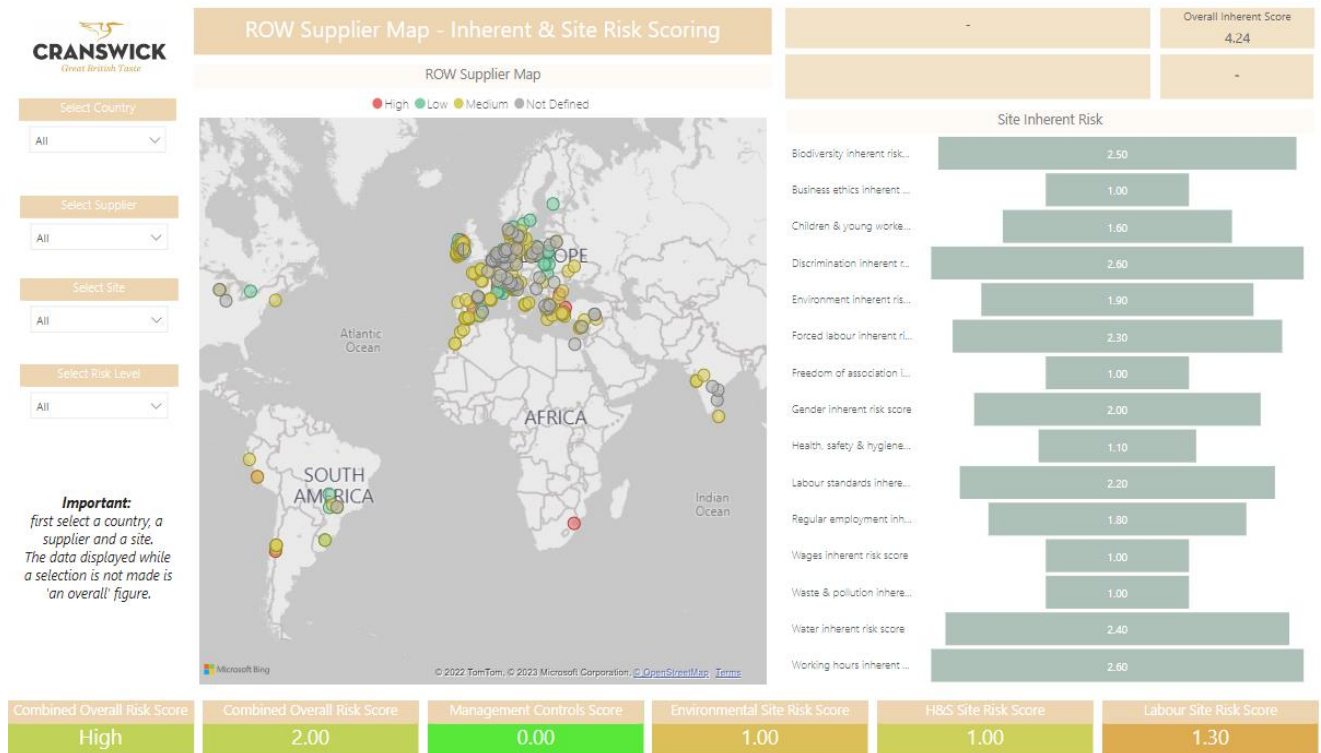 CRANSWICK
Great British Taste
ROW Supplier Map - Inherent & Site Risk Scoring
-
Overall Inherent Score
4.24
-
Select Country
All
Select Supplier
All
Select Site
All
Select Risk Level
All
Important:
first select a country, a
supplier and a site.
The data displayed while
a selection is not made is
'an overall' figure.
ROW Supplier Map
High Low Medium Not Defined
Atlantic
Ocean
AFRICA
SOUTH
AMERICA
Indian
Ocean
Microsoft Bing
© 2022 TomTom, © 2023 Microsoft Corporation, © OpenStreetMap Terms
Site Inherent Risk
Biodiversity inherent risk... 2.50
Business ethics inherent ... 1.00
Children & young worke... 1.60
Discrimination inherent r... 2.60
Environment inherent ris... 1.90
Forced labour inherent ri... 2.30
Freedom of association i... 1.00
Gender inherent risk score 2.00
Health, safety & hygiene... 1.10
Labour standards inhere... 2.20
Regular employment inh... 1.80
Wages inherent risk score 1.00
Waste & pollution inhere... 1.00
Water inherent risk score 2.40
Working hours inherent ... 2.60
Combined Overall Risk Score
High
Combined Overall Risk Score
2.00
Management Controls Score
0.00
Environmental Site Risk Score
1.00
H&S Site Risk Score
1.00
Labour Site Risk Score
1.30